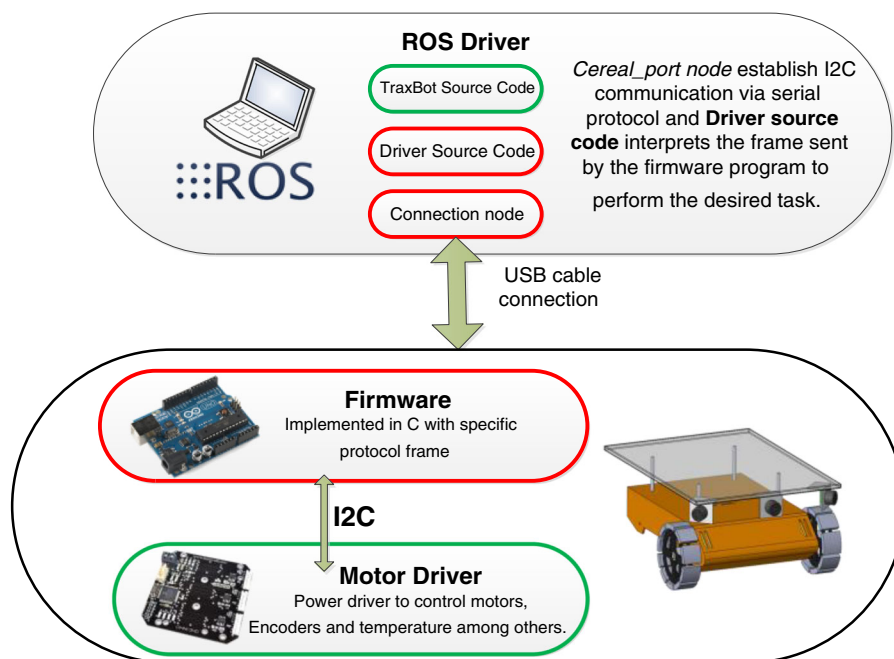 ROS Driver
TraxBot Source Code
Driver Source Code
Connection node
:::ROS
Cereal_port node establish I2C
communication via serial
protocol and Driver source
code interprets the frame sent
by the firmware program to
perform the desired task.
USB cable
connection
Firmware
Implemented in C with specific
protocol frame
I2C
Motor Driver
Power driver to control motors,
Encoders and temperature among others.